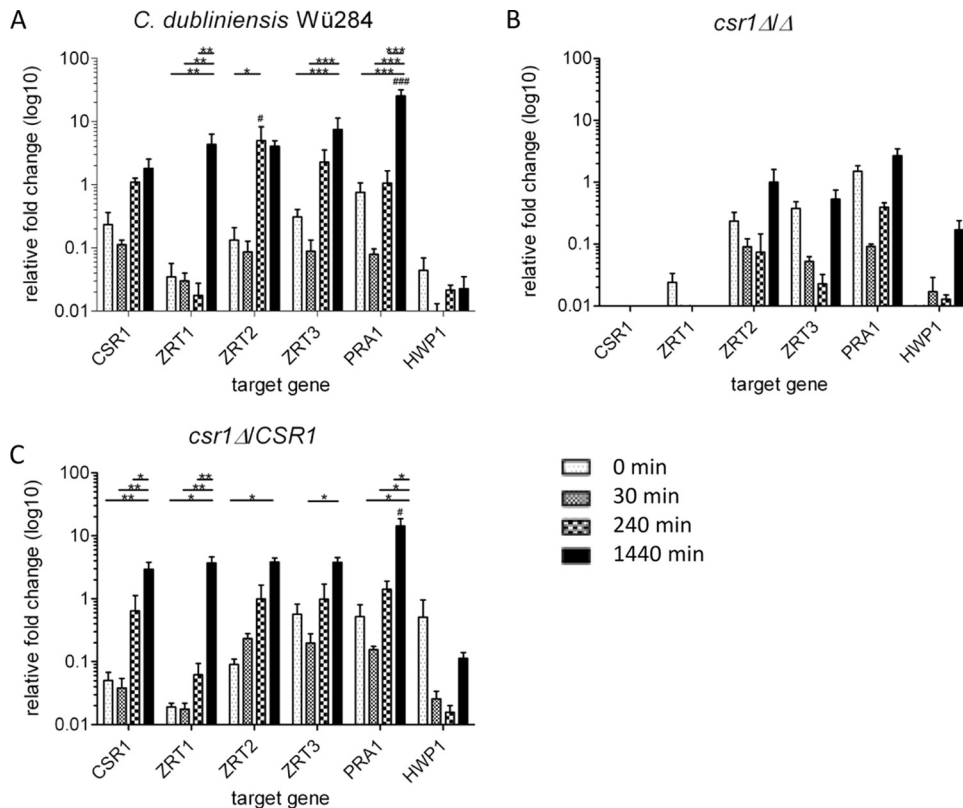 A
C. dubliniensis Wü284
relative fold change (log10)
100
10
1
0.1
0.01
**
**
**
*
***
***
***
***
***
#
###
CSR1
ZRT1
ZRT2
ZRT3
PRA1
HWP1
target gene
B
csr1Δ/Δ
relative fold change (log10)
100
10
1
0.1
0.01
CSR1
ZRT1
ZRT2
ZRT3
PRA1
HWP1
target gene
C
csr1Δ/CSR1
relative fold change (log10)
100
10
1
0.1
0.01
*
**
**
**
**
*
*
*
*
*
*
#
CSR1
ZRT1
ZRT2
ZRT3
PRA1
HWP1
target gene
0 min
30 min
240 min
1440 min